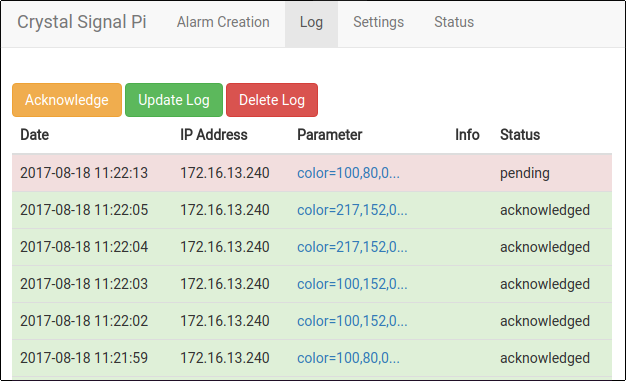 Crystal Signal Pi Alarm Creation Log Settings Status
Acknowledge Update Log Delete Log
Date IP Address Parameter Info Status
2017-08-18 11:22:13 172.16.13.240 color=100,80,0... pending
2017-08-18 11:22:05 172.16.13.240 color=217,152,0... acknowledged
2017-08-18 11:22:04 172.16.13.240 color=217,152,0... acknowledged
2017-08-18 11:22:03 172.16.13.240 color=100,152,0... acknowledged
2017-08-18 11:22:02 172.16.13.240 color=100,152,0... acknowledged
2017-08-18 11:21:59 172.16.13.240 color=100,80,0... acknowledged